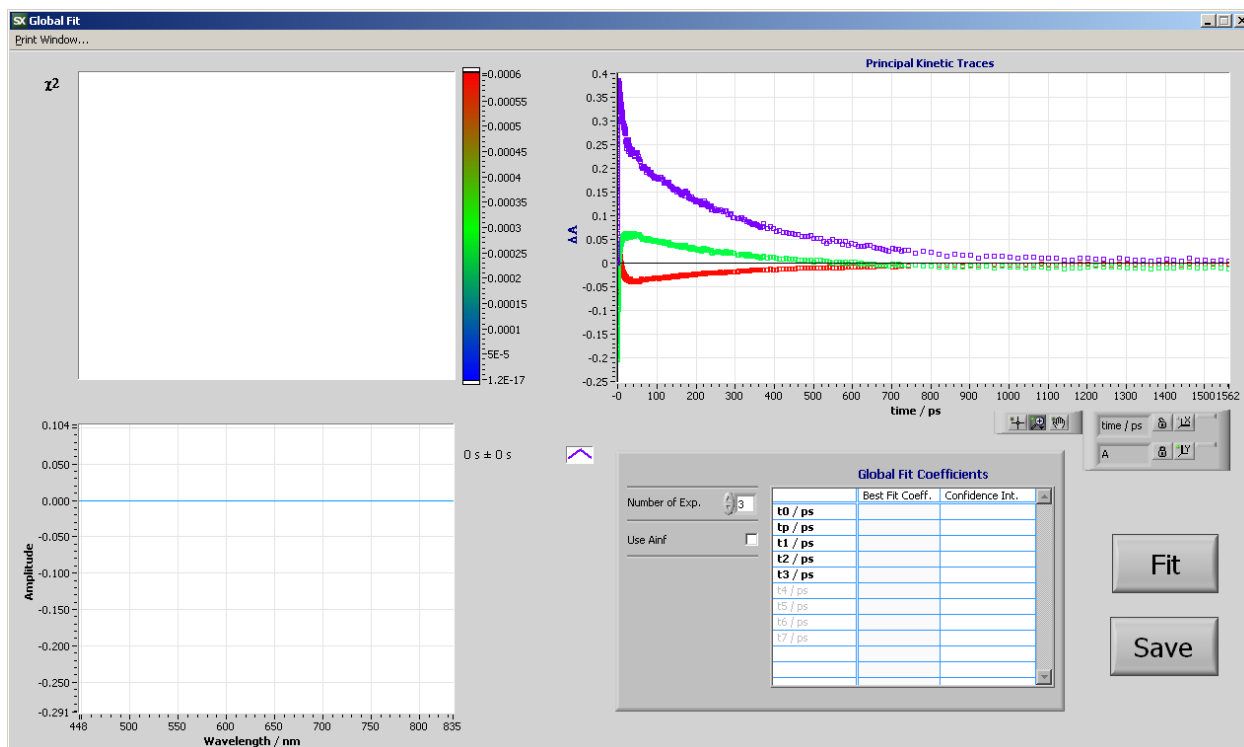 SX Global Fit
Print Window...
χ2
0.0006
0.00055
0.0005
0.00045
0.0004
0.00035
0.0003
0.00025
0.0002
0.00015
0.0001
5E-5
1.2E-17
Principal Kinetic Traces
ΔA
0.4
0.35
0.3
0.25
0.2
0.15
0.1
0.05
0
-0.05
-0.1
-0.15
-0.2
-0.25
-0 100 200 300 400 500 600 700 800 900 1000 1100 1200 1300 1400 1500 1562
time / ps
time / ps
A
Amplitude
0.104
0.050
0.000
-0.050
-0.100
-0.150
-0.200
-0.250
-0.291
448 500 550 600 650 700 750 800 835
Wavelength / nm
0 s ± 0 s
Number of Exp. 3
Use Ainf
Global Fit Coefficients
Best Fit Coeff. Confidence Int.
t0 / ps
tp / ps
t1 / ps
t2 / ps
t3 / ps
t4 / ps
t5 / ps
t6 / ps
t7 / ps
Fit
Save